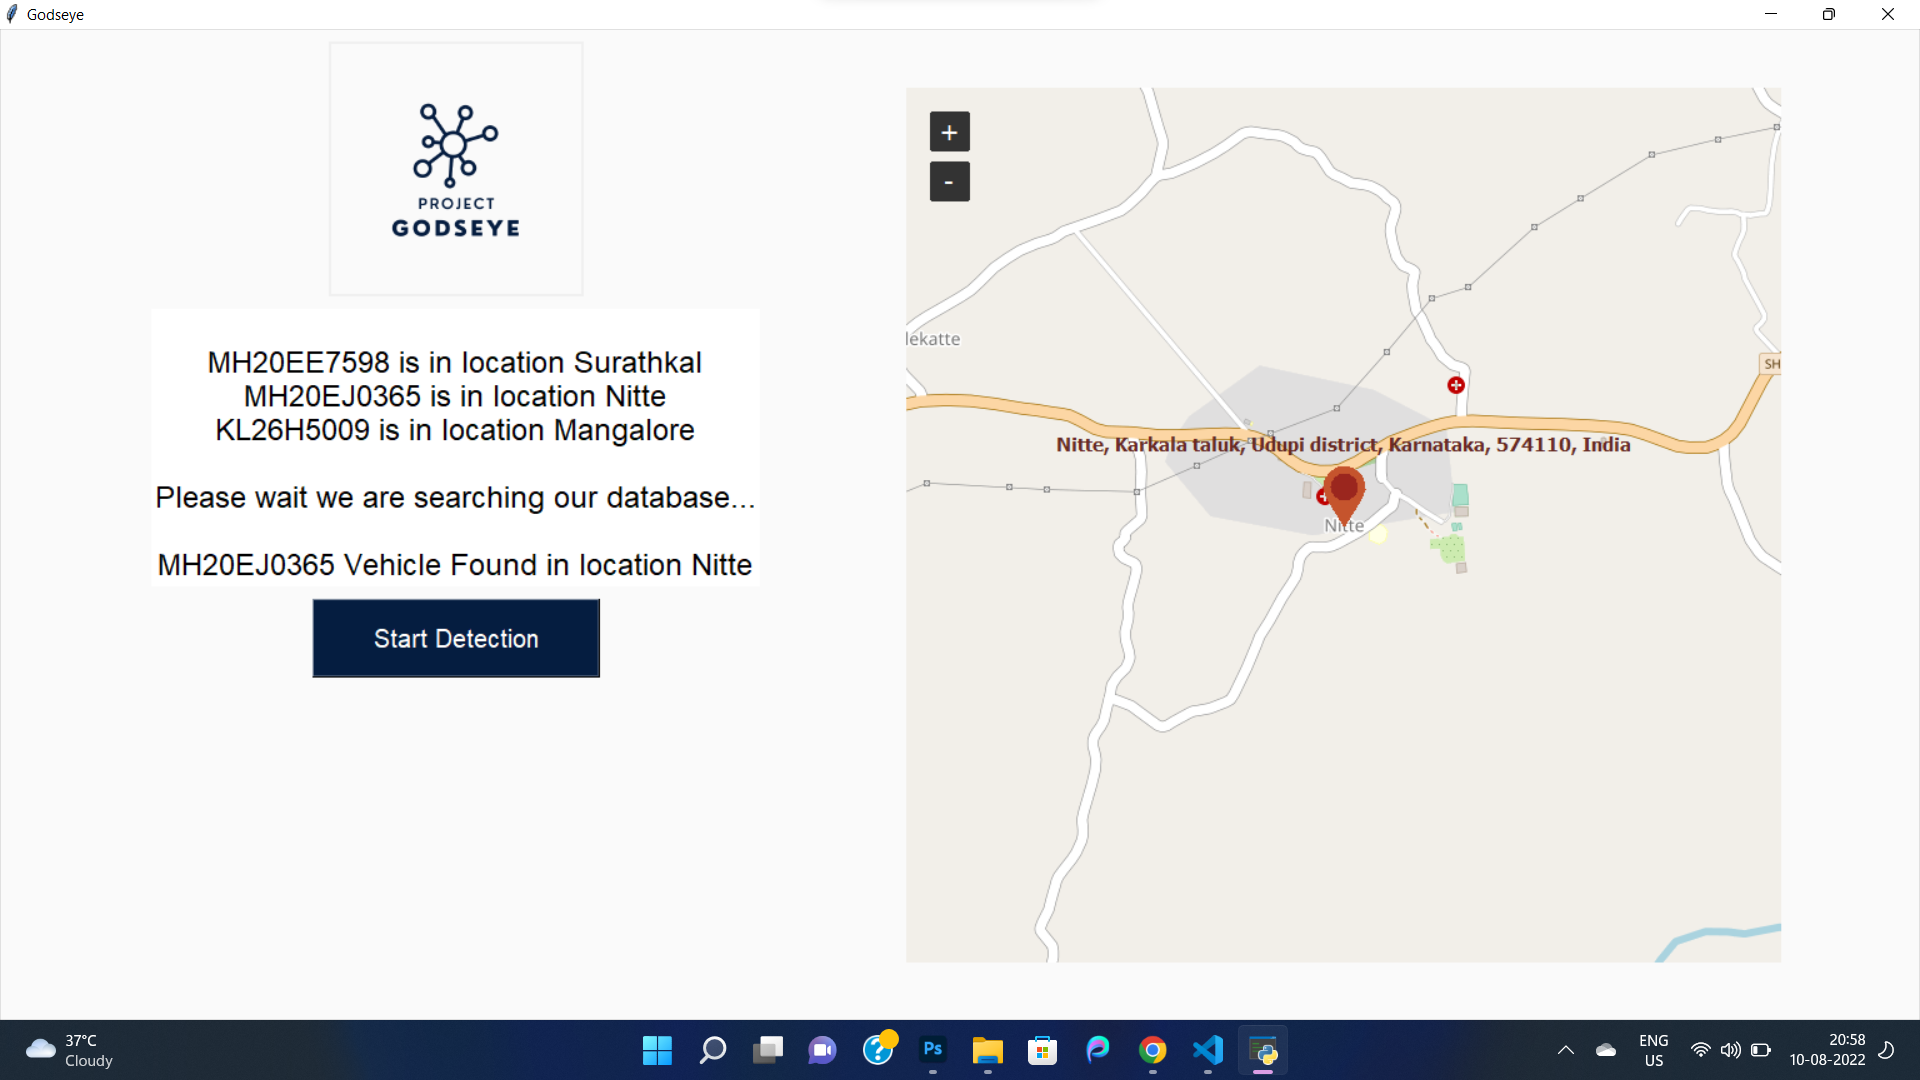 Godseye
PROJECT
GODSEYE
MH20EE7598 is in location Surathkal
MH20EJ0365 is in location Nitte
KL26H5009 is in location Mangalore
Please wait we are searching our database...
MH20EJ0365 Vehicle Found in location Nitte
Start Detection
+
-
lekatte
SH
Nitte, Karkala taluk, Udupi district, Karnataka, 574110, India
Nitte
37°C
Cloudy
Ps
ENG
US
20:58
10-08-2022